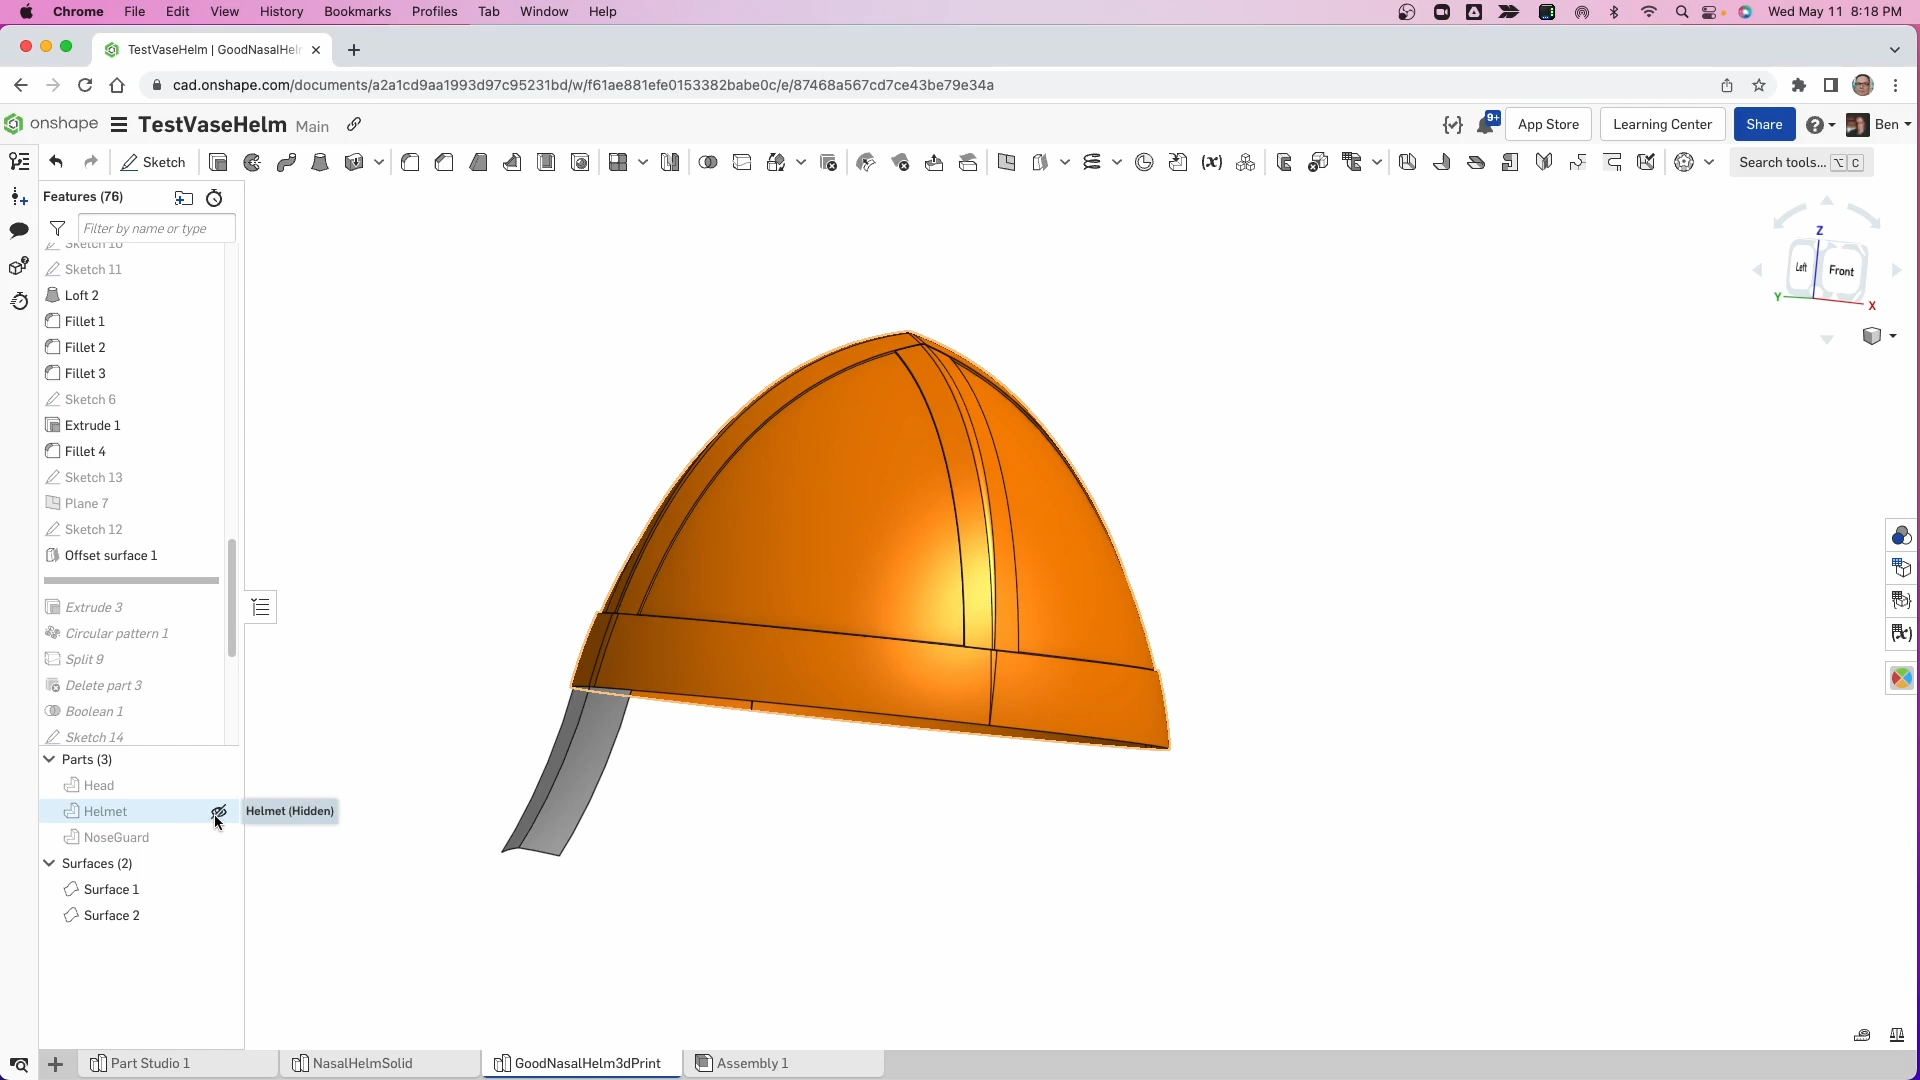 Chrome File Edit View History Bookmarks Profiles Tab Window Help Wed May 11 8:18 PM
TestVaseHelm | GoodNasalHel
cad.onshape.com/documents/a2a1cd9aa1993d97c95231bd/w/f61ae881efe0153382babe0c/e/87468a567cd7ce43be79e34a
onshape TestVaseHelm Main 9+ App Store Learning Center Share Ben
Sketch Search tools... ⌥ C
Features (76)
Filter by name or type
Sketch 10
Sketch 11
Loft 2
Fillet 1
Fillet 2
Fillet 3
Sketch 6
Extrude 1
Fillet 4
Sketch 13
Plane 7
Sketch 12
Offset surface 1
Extrude 3
Circular pattern 1
Split 9
Delete part 3
Boolean 1
Sketch 14
Parts (3)
Head
Helmet
Helmet (Hidden)
NoseGuard
Surfaces (2)
Surface 1
Surface 2
Z
Left Front
Y X
Part Studio 1 NasalHelmSolid GoodNasalHelm3dPrint Assembly 1